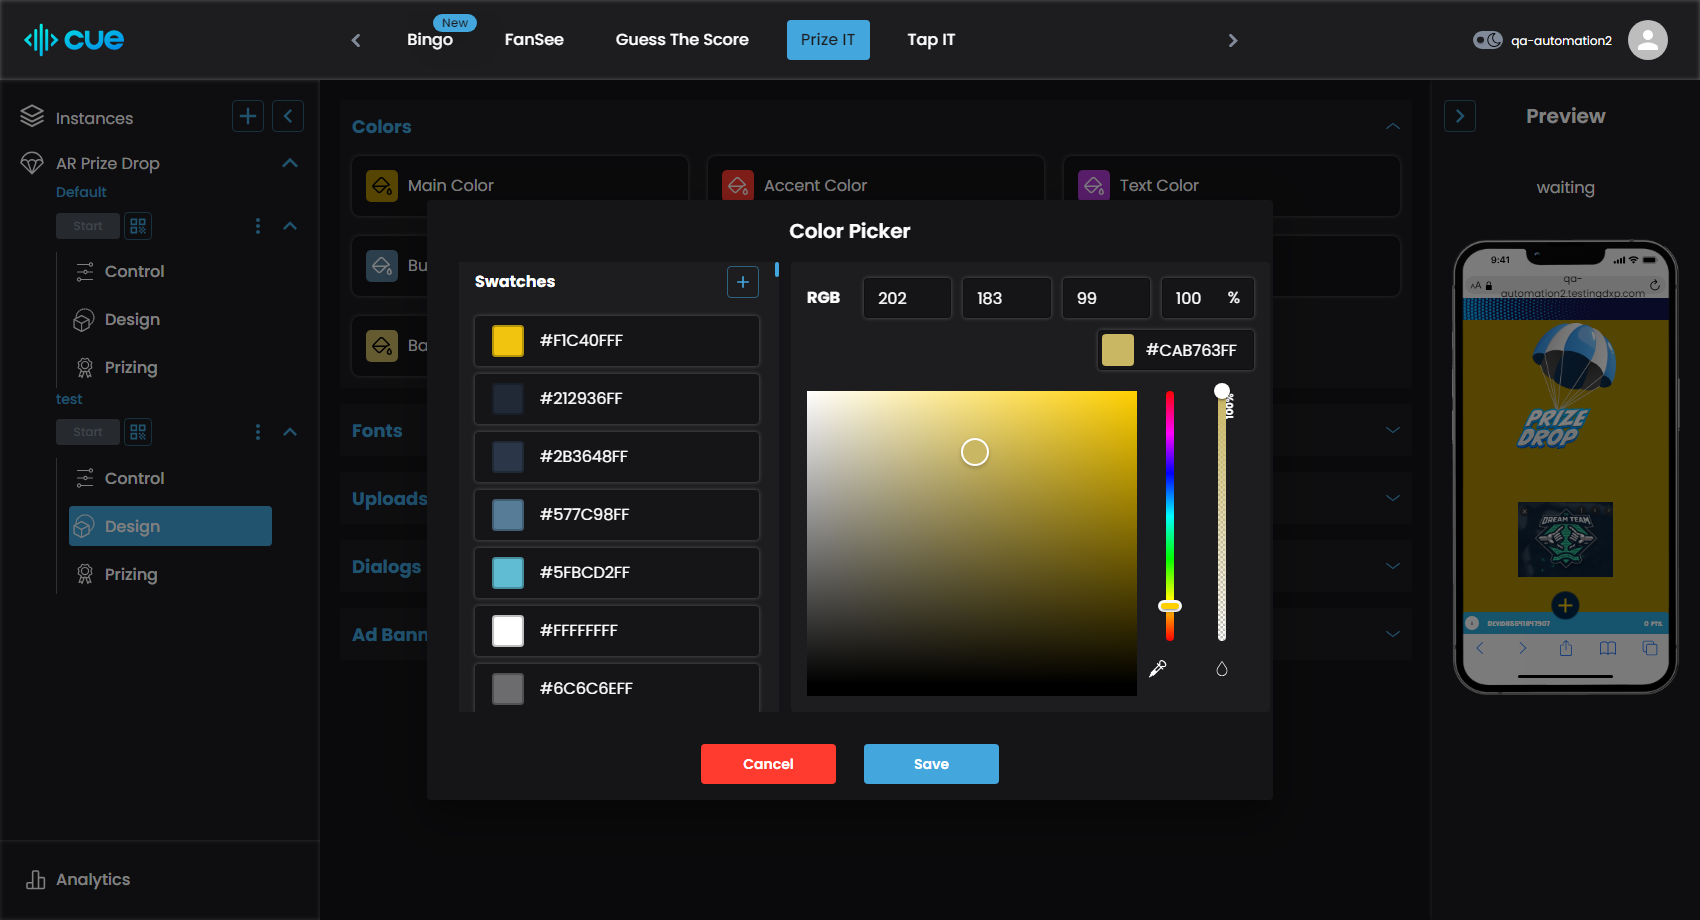 cue
New
Bingo
FanSee
Guess The Score
Prize IT
Tap IT
qa-automation2
Instances
AR Prize Drop
Default
Start
Control
Design
Prizing
test
Start
Control
Design
Prizing
Analytics
Colors
Main Color
Accent Color
Text Color
Bu
Ba
Fonts
Uploads
Dialogs
Ad Bann
Color Picker
Swatches
#F1C40FFF
#212936FF
#2B3648FF
#577C98FF
#5FBCD2FF
#FFFFFFFF
#6C6C6EFF
RGB
202
183
99
100 %
#CAB763FF
100%
Cancel
Save
Preview
waiting
9:41
AA
qa-
automation2.testingdxp.com
PRIZE
DROP
DREAM TEAM
0 PTS.